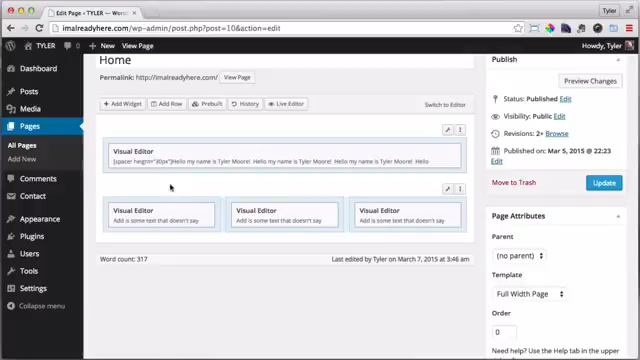 Edit Page ‹ TYLER — Words
Tyler
imalreadyhere.com/wp-admin/post.php?post=10&action=edit
TYLER
New
View Page
Howdy, Tyler
Dashboard
Posts
Media
Pages
All Pages
Add New
Comments
Contact
Appearance
Plugins
Users
Tools
Settings
Collapse menu
Home
Permalink: http://imalreadyhere.com/ View Page
Add Widget
Add Row
Prebuilt
History
Live Editor
Switch to Editor
Visual Editor
[spacer height="30px"]Hello my name is Tyler Moore! Hello my name is Tyler Moore! Hello my name is Tyler Moore! Hello
Visual Editor
Add is some text that doesn't say
Visual Editor
Add is some text that doesn't say
Visual Editor
Add is some text that doesn't say
Word count: 317
Last edited by Tyler on March 7, 2015 at 3:46 am
Publish
Preview Changes
Status: Published Edit
Visibility: Public Edit
Revisions: 2+ Browse
Published on: Mar 5, 2015 @ 22:23
Edit
Move to Trash
Update
Page Attributes
Parent
(no parent)
Template
Full Width Page
Order
0
Need help? Use the Help tab in the upper